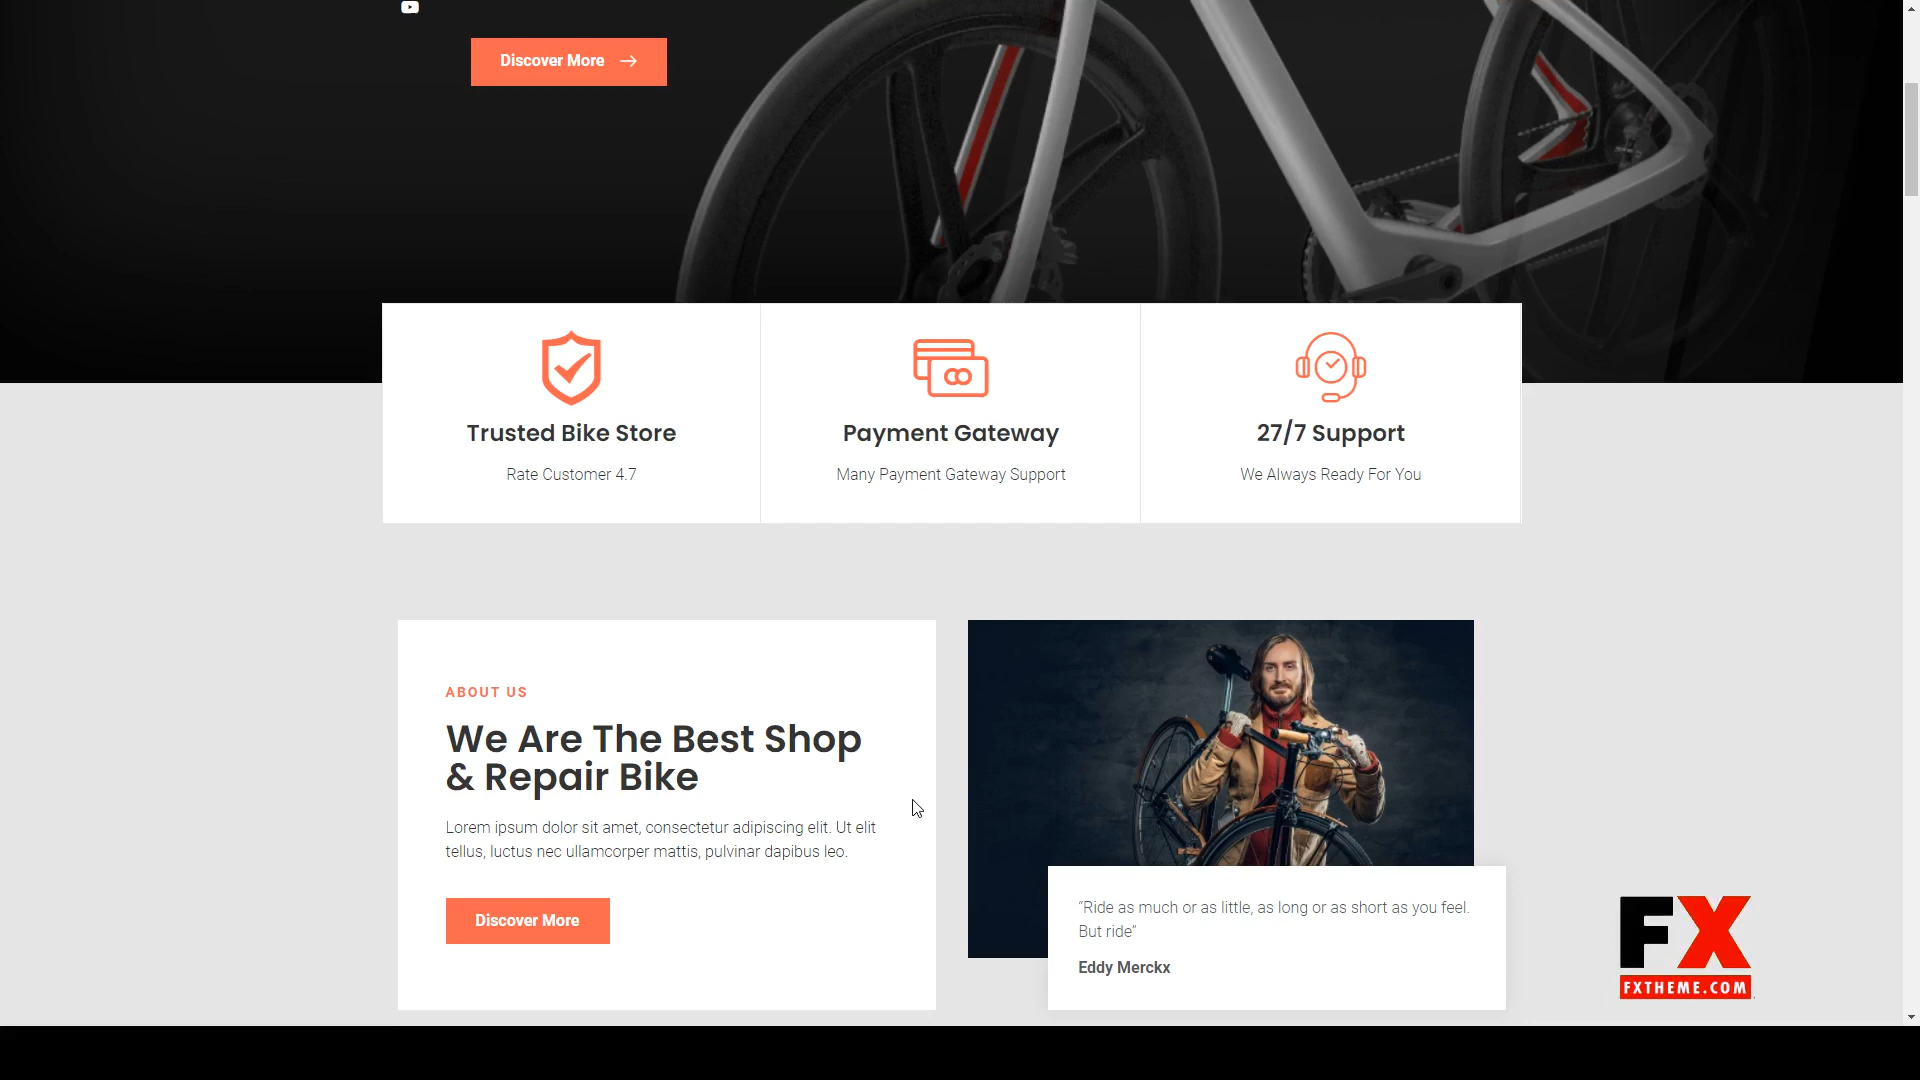 Discover More
Trusted Bike Store
Rate Customer 4.7
Payment Gateway
Many Payment Gateway Support
27/7 Support
We Always Ready For You
ABOUT US
We Are The Best Shop
& Repair Bike
Lorem ipsum dolor sit amet, consectetur adipiscing elit. Ut elit
tellus, luctus nec ullamcorper mattis, pulvinar dapibus leo.
Discover More
“Ride as much or as little, as long or as short as you feel.
But ride”
Eddy Merckx
FX
FXTHEME.COM